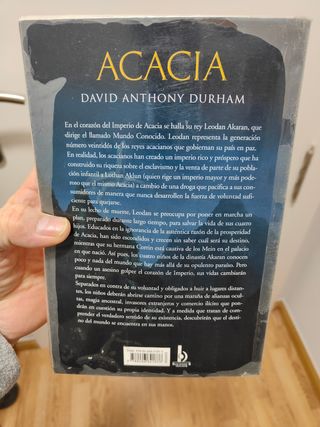 ACACIA
DAVID ANTHONY DURHAM
En el corazón del Imperio de Acacia se halla su rey Leodan Akaran, que
dirige el llamado Mundo Conocido. Leodan representa la generación
número veintidós de los reyes acacianos que gobiernan su país en paz.
En realidad, los acacianos han creado un imperio rico y próspero que ha
construido su riqueza sobre el esclavismo y la venta de parte de su pobla-
ción infantil a Lothan Aklun (quien rige un imperio mayor y más pode-
roso que el mismo Acacia) a cambio de una droga que pacifica a sus con-
sumidores de manera que nunca desarrollen la fuerza de voluntad sufi-
ciente para quejarse.
En su lecho de muerte, Leodan se preocupa por poner en marcha un
plan, preparado durante largo tiempo, para salvar la vida de sus cuatro
hijos. Educados en la ignorancia de la auténtica razón de la prosperidad
de Acacia, han sido escondidos y crecen sin saber cuál será su destino,
mientras que su hermana Corinn está cautiva de los Mein en el palacio
en que nació. Así pues, los cuatro niños de la dinastía Akaran conocen
poco y nada del mundo que hay más allá de su opulento paraíso. Pero
cuando un asesino golpee el corazón de Imperio, sus vidas cambiarán
para siempre.
Separados en contra de su voluntad y obligados a huir a lugares distan-
tes, los niños deberán abrirse camino por una maraña de alianzas ocul-
tas, magia ancestral, invasores extranjeros y comercio ilícito que pon-
drán en cuestión su propia identidad. Y a medida que tratan de com-
prender el verdadero sentido de su existencia, descubrirán que el desti-
no del mundo se encuentra en sus manos.
b